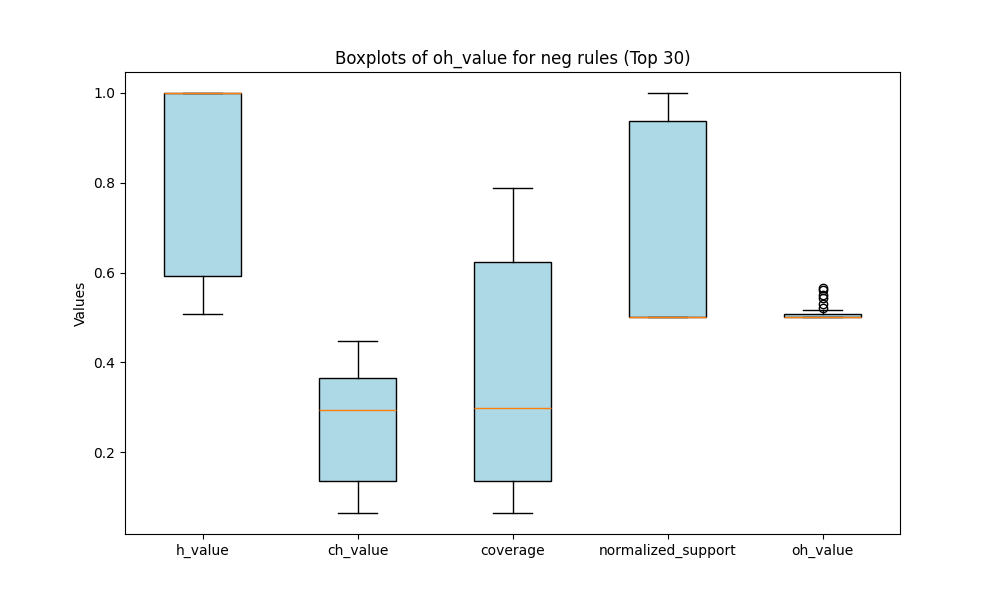 Boxplots of oh_value for neg rules (Top 30)
Values
1.0
0.8
0.6
0.4
0.2
h_value
ch_value
coverage
normalized_support
oh_value